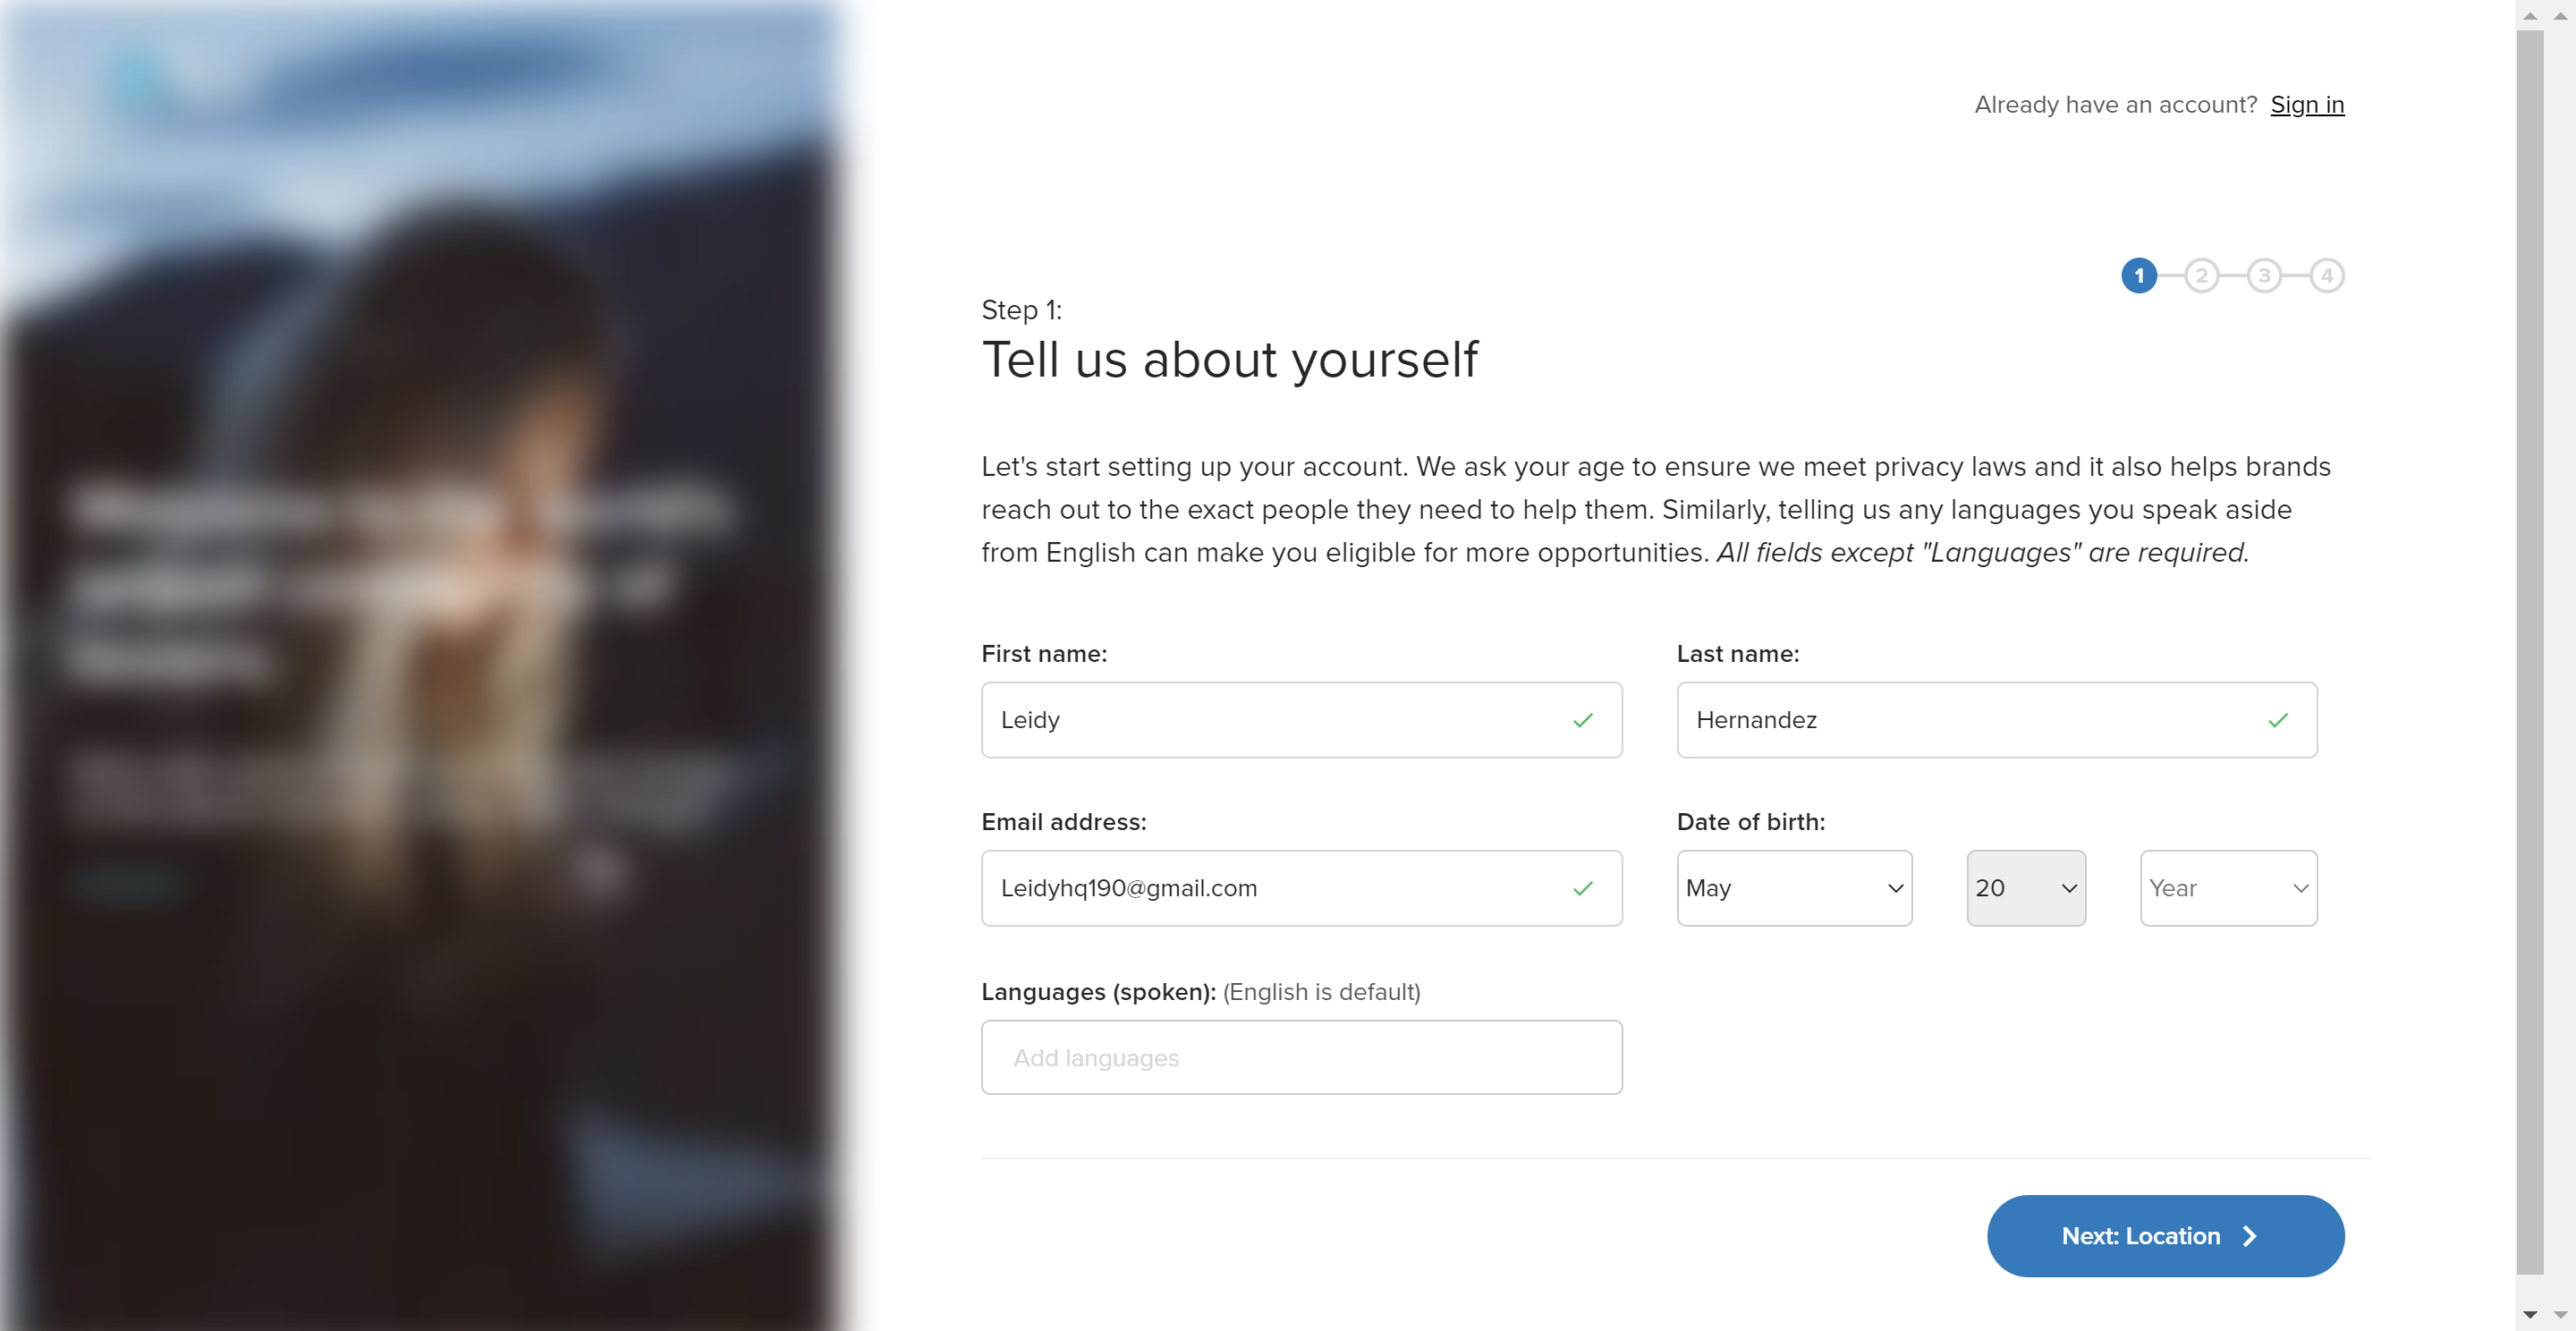 Already have an account? Sign in
1 2 3 4
Step 1:
Tell us about yourself
Let's start setting up your account. We ask your age to ensure we meet privacy laws and it also helps brands
reach out to the exact people they need to help them. Similarly, telling us any languages you speak aside
from English can make you eligible for more opportunities. All fields except "Languages" are required.
First name:
Last name:
Leidy
Hernandez
Email address:
Date of birth:
Leidyhq190@gmail.com
May
20
Year
Languages (spoken): (English is default)
Add languages
Next: Location